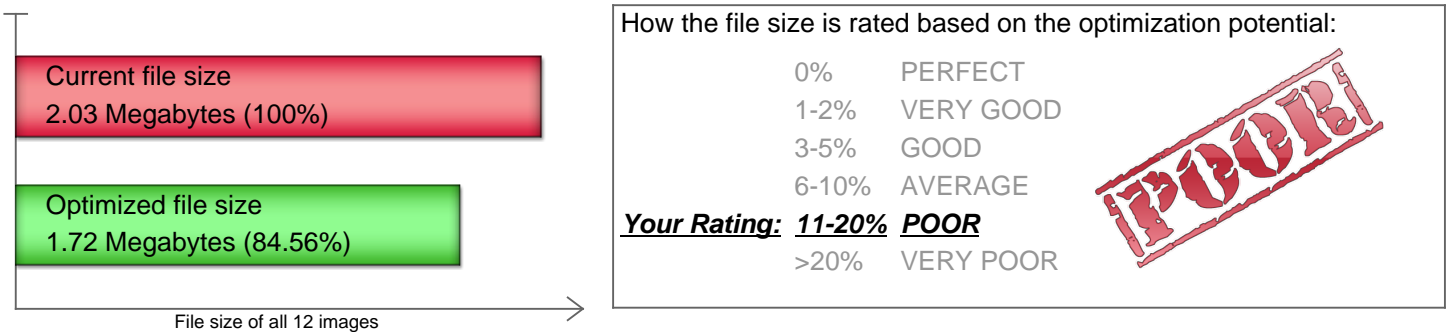 Current file size
2.03 Megabytes (100%)
Optimized file size
1.72 Megabytes (84.56%)
File size of all 12 images
How the file size is rated based on the optimization potential:
0% PERFECT
1-2% VERY GOOD
3-5% GOOD
6-10% AVERAGE
Your Rating: 11-20% POOR
>20% VERY POOR
POOR